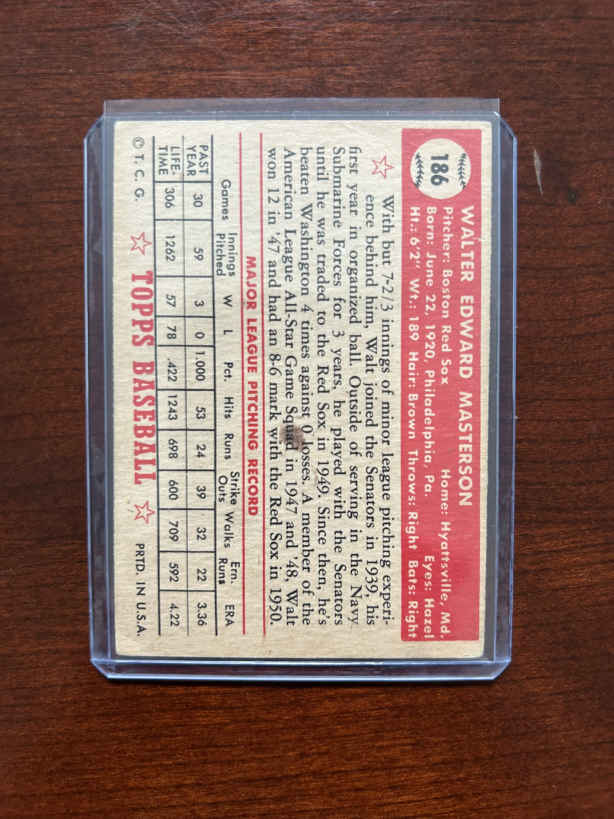 186
WALTER EDWARD MASTERSON
Pitcher: Boston Red Sox Home: Hyattsville, Md.
Born: June 22, 1920, Philadelphia, Pa. Eyes: Hazel
Ht.: 6'2" Wt.: 189 Hair: Brown Throws: Right Bats: Right
With but 7-2/3 innings of minor league pitching experi-
ence behind him, Walt joined the Senators in 1939, his
first year in organized ball. Outside of serving in the Navy
Submarine Forces for 3 years, he played with the Senators
until he was traded to the Red Sox in 1949. Since then, he's
beaten Washington 4 times against 0 losses. A member of the
American League All-Star Game Squad in 1947 and '48, Walt
won 12 in '47 and had an 8-6 mark with the Red Sox in 1950.
MAJOR LEAGUE PITCHING RECORD
Games Innings Pitched W L Pct. Hits Runs Strike Outs Walks Ern. Runs ERA
PAST YEAR 30 59 3 0 1.000 53 24 39 32 22 3.36
LIFE-TIME 306 1262 57 78 .422 1243 698 600 709 592 4.22
© T. C. G. TOPPS BASEBALL PRTD. IN U.S.A.